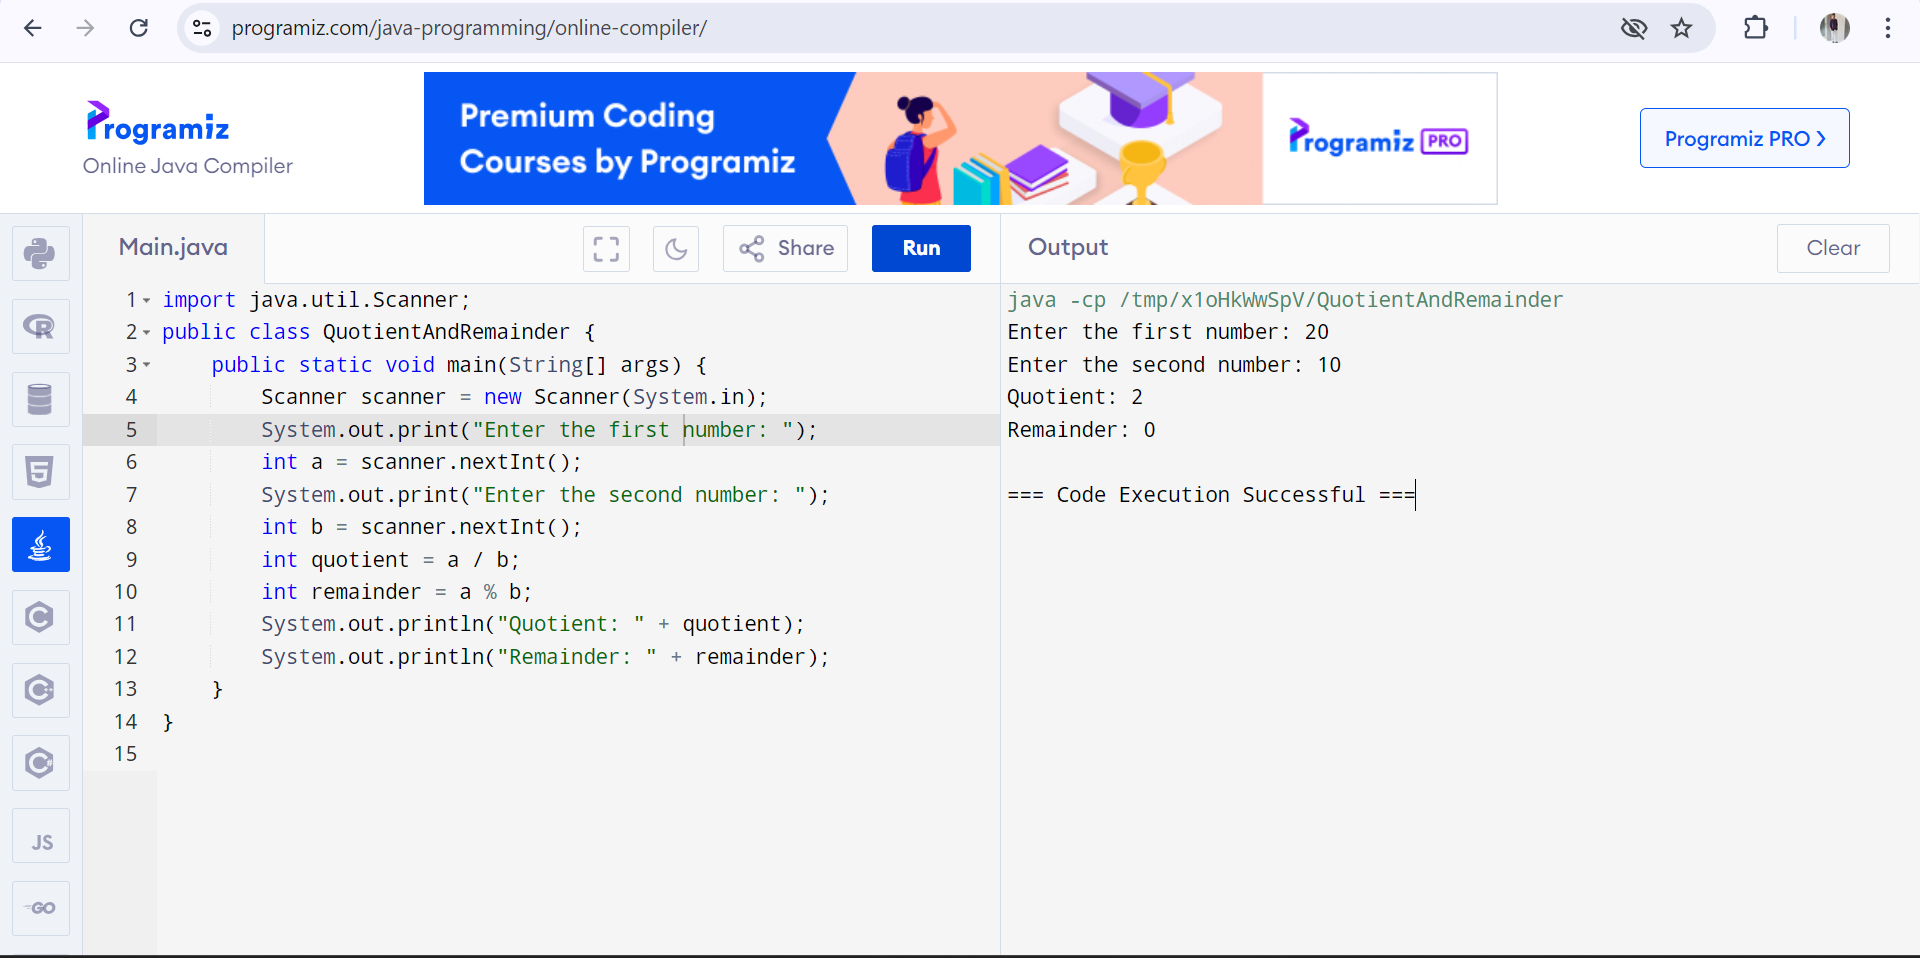 programiz.com/java-programming/online-compiler/
Programiz
Online Java Compiler
Premium Coding
Courses by Programiz
Programiz PRO
Programiz PRO ›
Main.java
Share
Run
Output
Clear
1 import java.util.Scanner;
2 public class QuotientAndRemainder {
3 public static void main(String[] args) {
4 Scanner scanner = new Scanner(System.in);
5 System.out.print("Enter the first number: ");
6 int a = scanner.nextInt();
7 System.out.print("Enter the second number: ");
8 int b = scanner.nextInt();
9 int quotient = a / b;
10 int remainder = a % b;
11 System.out.println("Quotient: " + quotient);
12 System.out.println("Remainder: " + remainder);
13 }
14 }
15
java -cp /tmp/x1oHkWwSpV/QuotientAndRemainder
Enter the first number: 20
Enter the second number: 10
Quotient: 2
Remainder: 0
=== Code Execution Successful ===
R
5
C
C++
C#
JS
GO